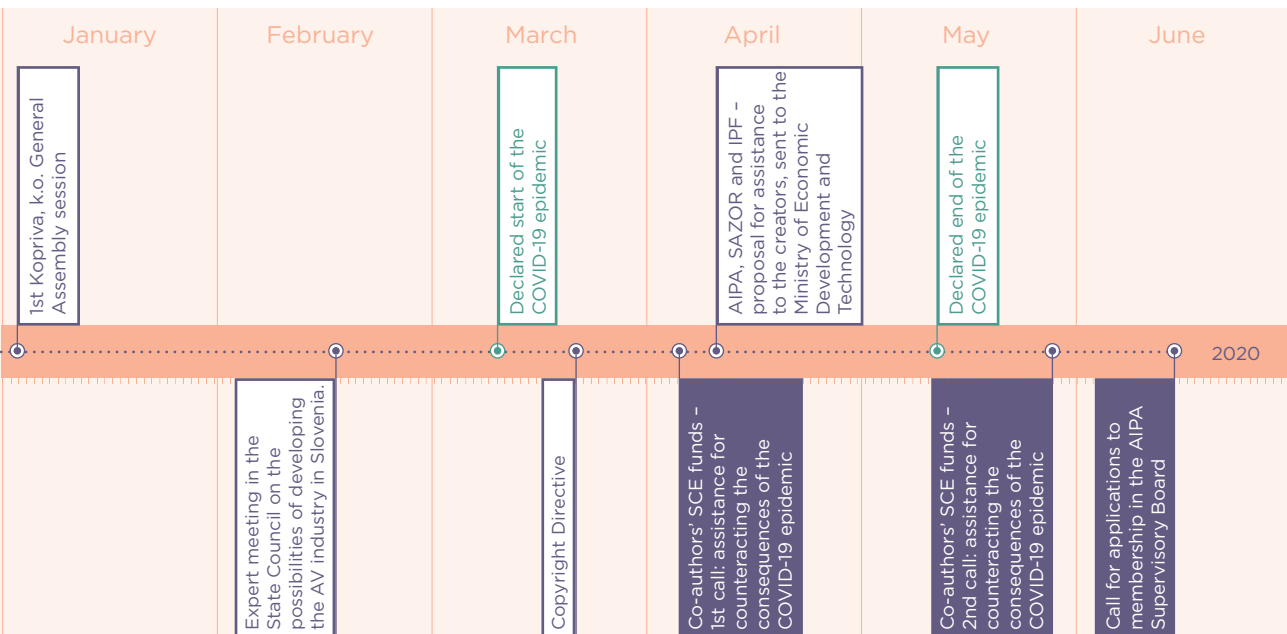 January
February
March
April
May
June
1st Kopriva, k.o. General
Assembly session
Declared start of the
COVID-19 epidemic
AIPA, SAZOR and IPF –
proposal for assistance
to the creators, sent to the
Ministry of Economic
Development and
Technology
Declared end of the
COVID-19 epidemic
2020
Expert meeting in the
State Council on the
possibilities of developing
the AV industry in Slovenia.
Copyright Directive
Co-authors’ SCE funds –
1st call: assistance for
counteracting the
consequences of the
COVID-19 epidemic
Co-authors’ SCE funds –
2nd call: assistance for
counteracting the
consequences of the
COVID-19 epidemic
Call for applications to
membership in the AIPA
Supervisory Board